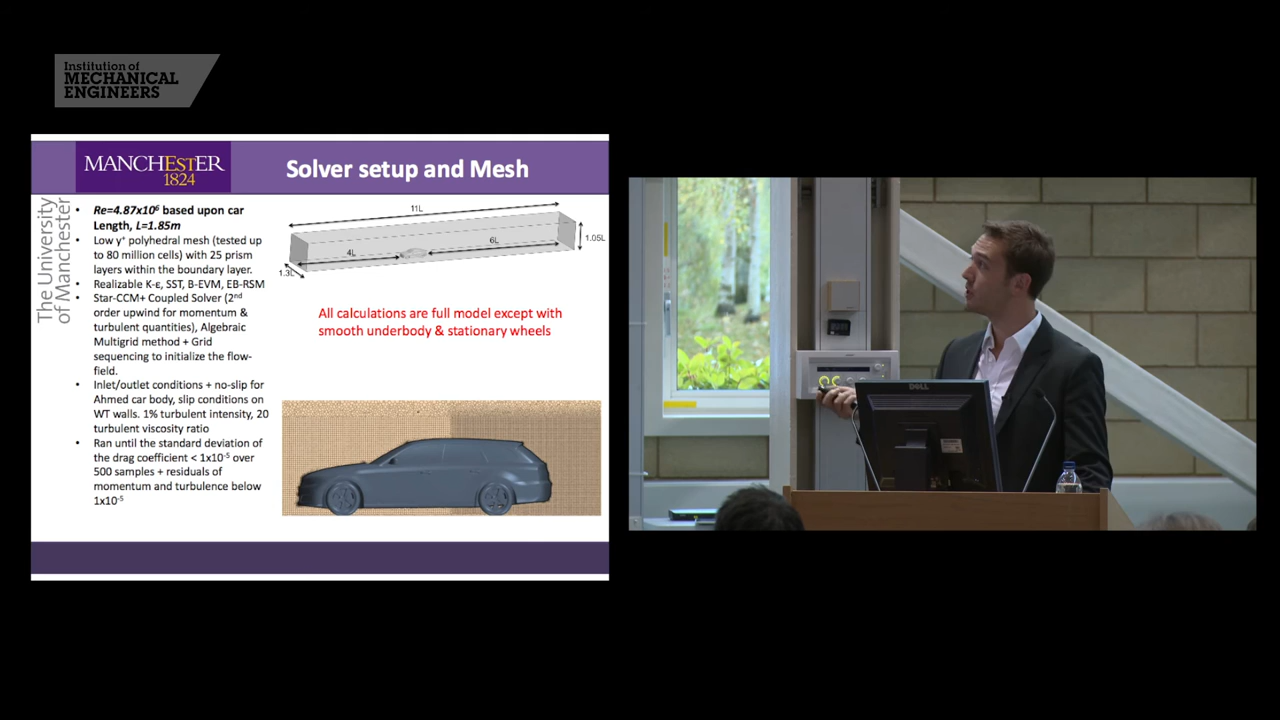 Institution of
MECHANICAL
ENGINEERS
MANCHESTER
1824
Solver setup and Mesh
The University
of Manchester
• Re=4.87x10⁶ based upon car
Length, L=1.85m
• Low y⁺ polyhedral mesh (tested up
to 80 million cells) with 25 prism
layers within the boundary layer.
• Realizable K-ε, SST, B-EVM, EB-RSM
• Star-CCM+ Coupled Solver (2ⁿᵈ
order upwind for momentum &
turbulent quantities), Algebraic
Multigrid method + Grid
sequencing to initialize the flow-
field.
• Inlet/outlet conditions + no-slip for
Ahmed car body, slip conditions on
WT walls. 1% turbulent intensity, 20
turbulent viscosity ratio
• Ran until the standard deviation of
the drag coefficient < 1x10⁻⁵ over
500 samples + residuals of
momentum and turbulence below
1x10⁻⁵
11L
1.05L
6L
4L
1.3L
All calculations are full model except with
smooth underbody & stationary wheels
DELL